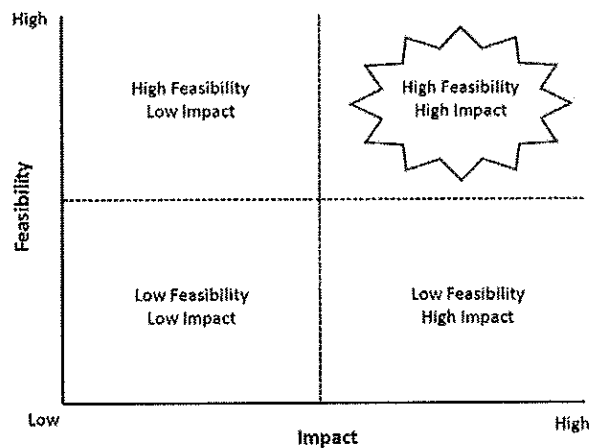 High
High Feasibility
Low Impact
High Feasibility
High Impact
Feasibility
Low Feasibility
Low Impact
Low Feasibility
High Impact
Low
Impact
High